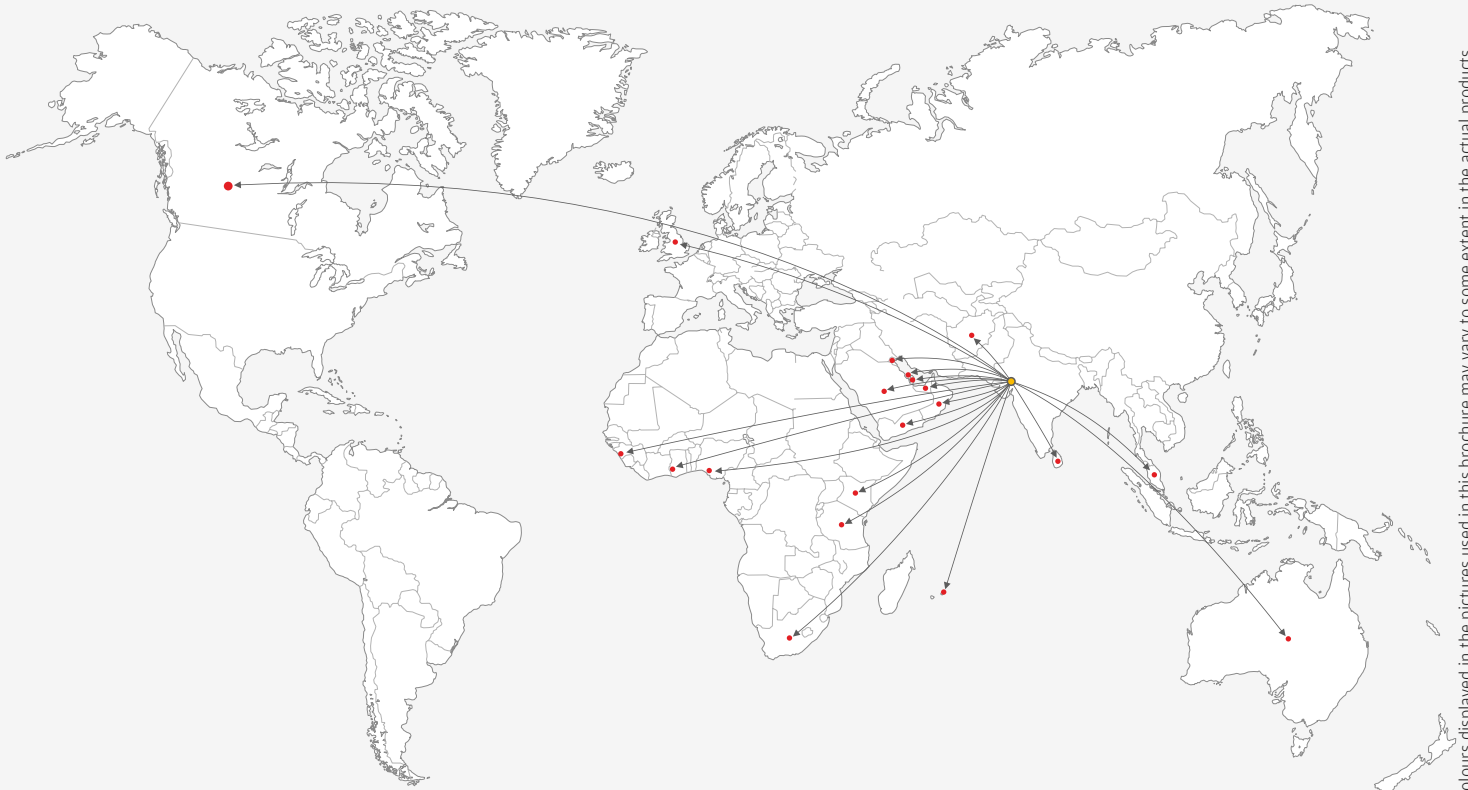 olours displayed in the pictures used in this brochure may vary to some extent in the actual products